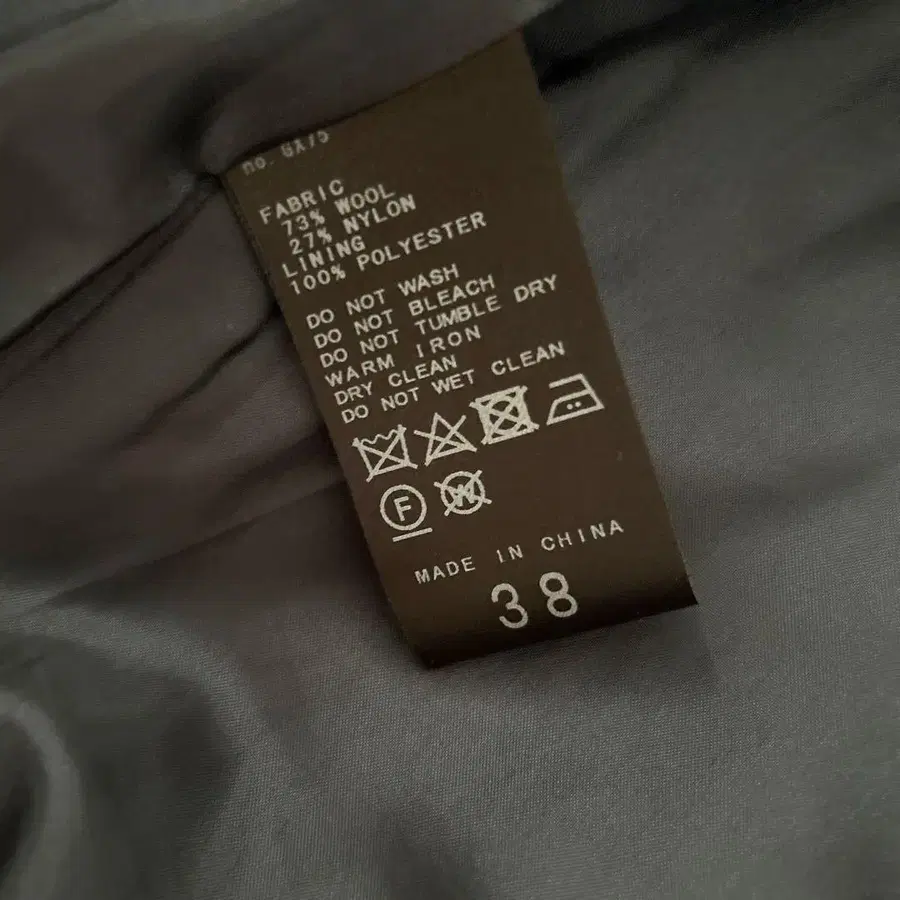 no.
FABRIC
73% WOOL
27% NYLON
LINING
100% POLYESTER
DO NOT WASH
DO NOT BLEACH
DO NOT TUMBLE DRY
WARM IRON
DRY CLEAN
DO NOT WET CLEAN
F
W
MADE IN CHINA
38